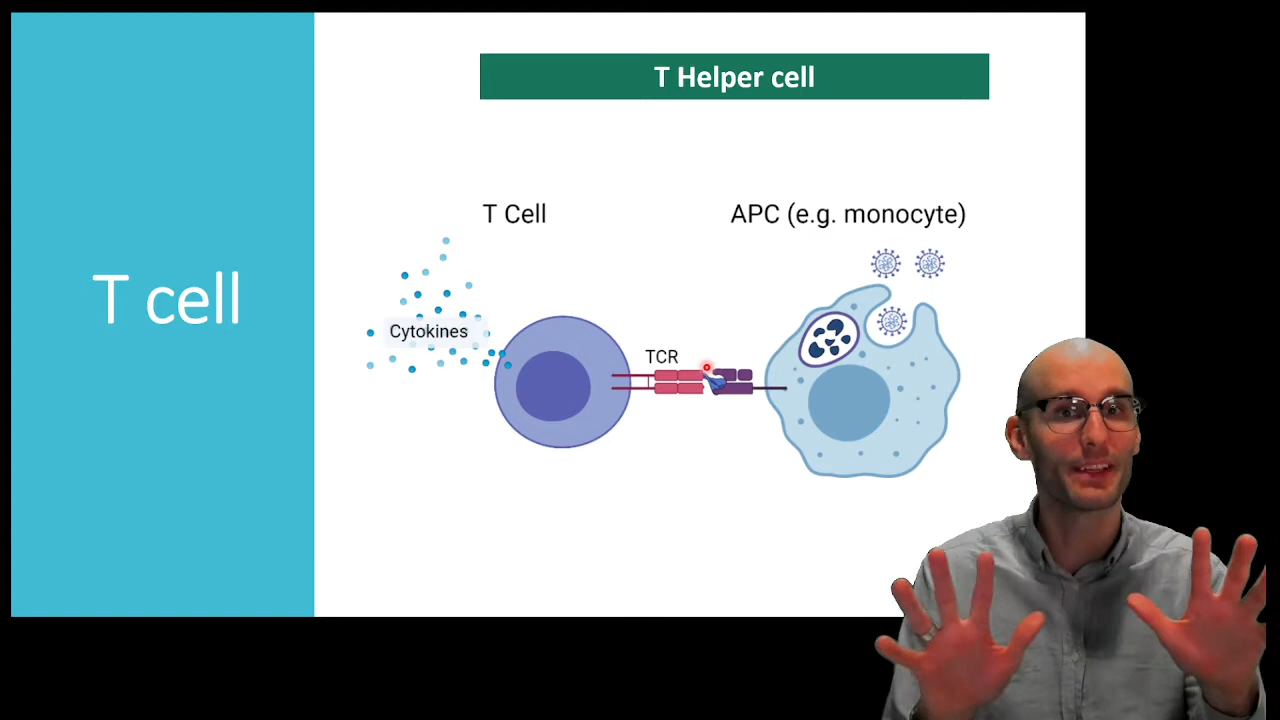 T cell
T Helper cell
T Cell
APC (e.g. monocyte)
Cytokines
TCR